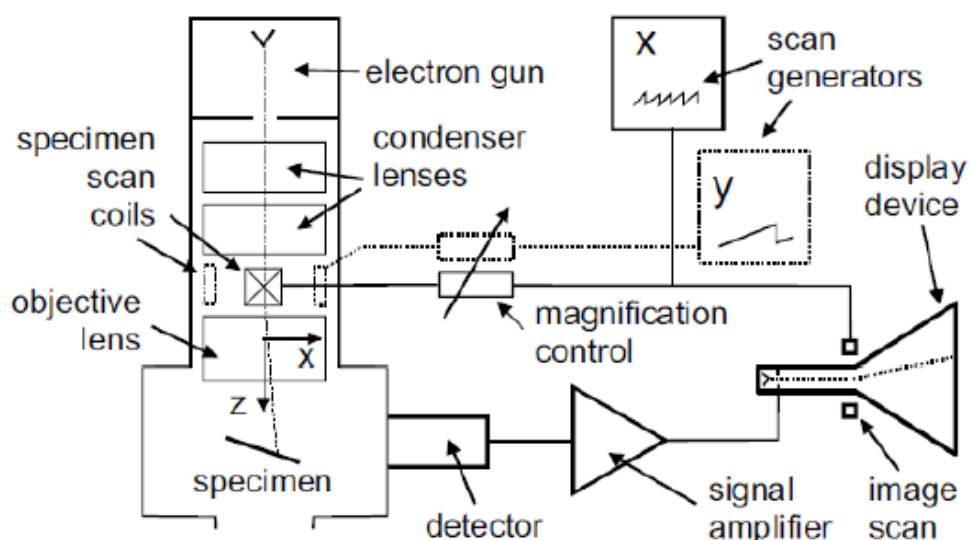 electron gun
specimen
scan
coils
condenser
lenses
objective
lens
x
z
specimen
detector
signal
amplifier
magnification
control
x
y
scan
generators
display
device
image
scan